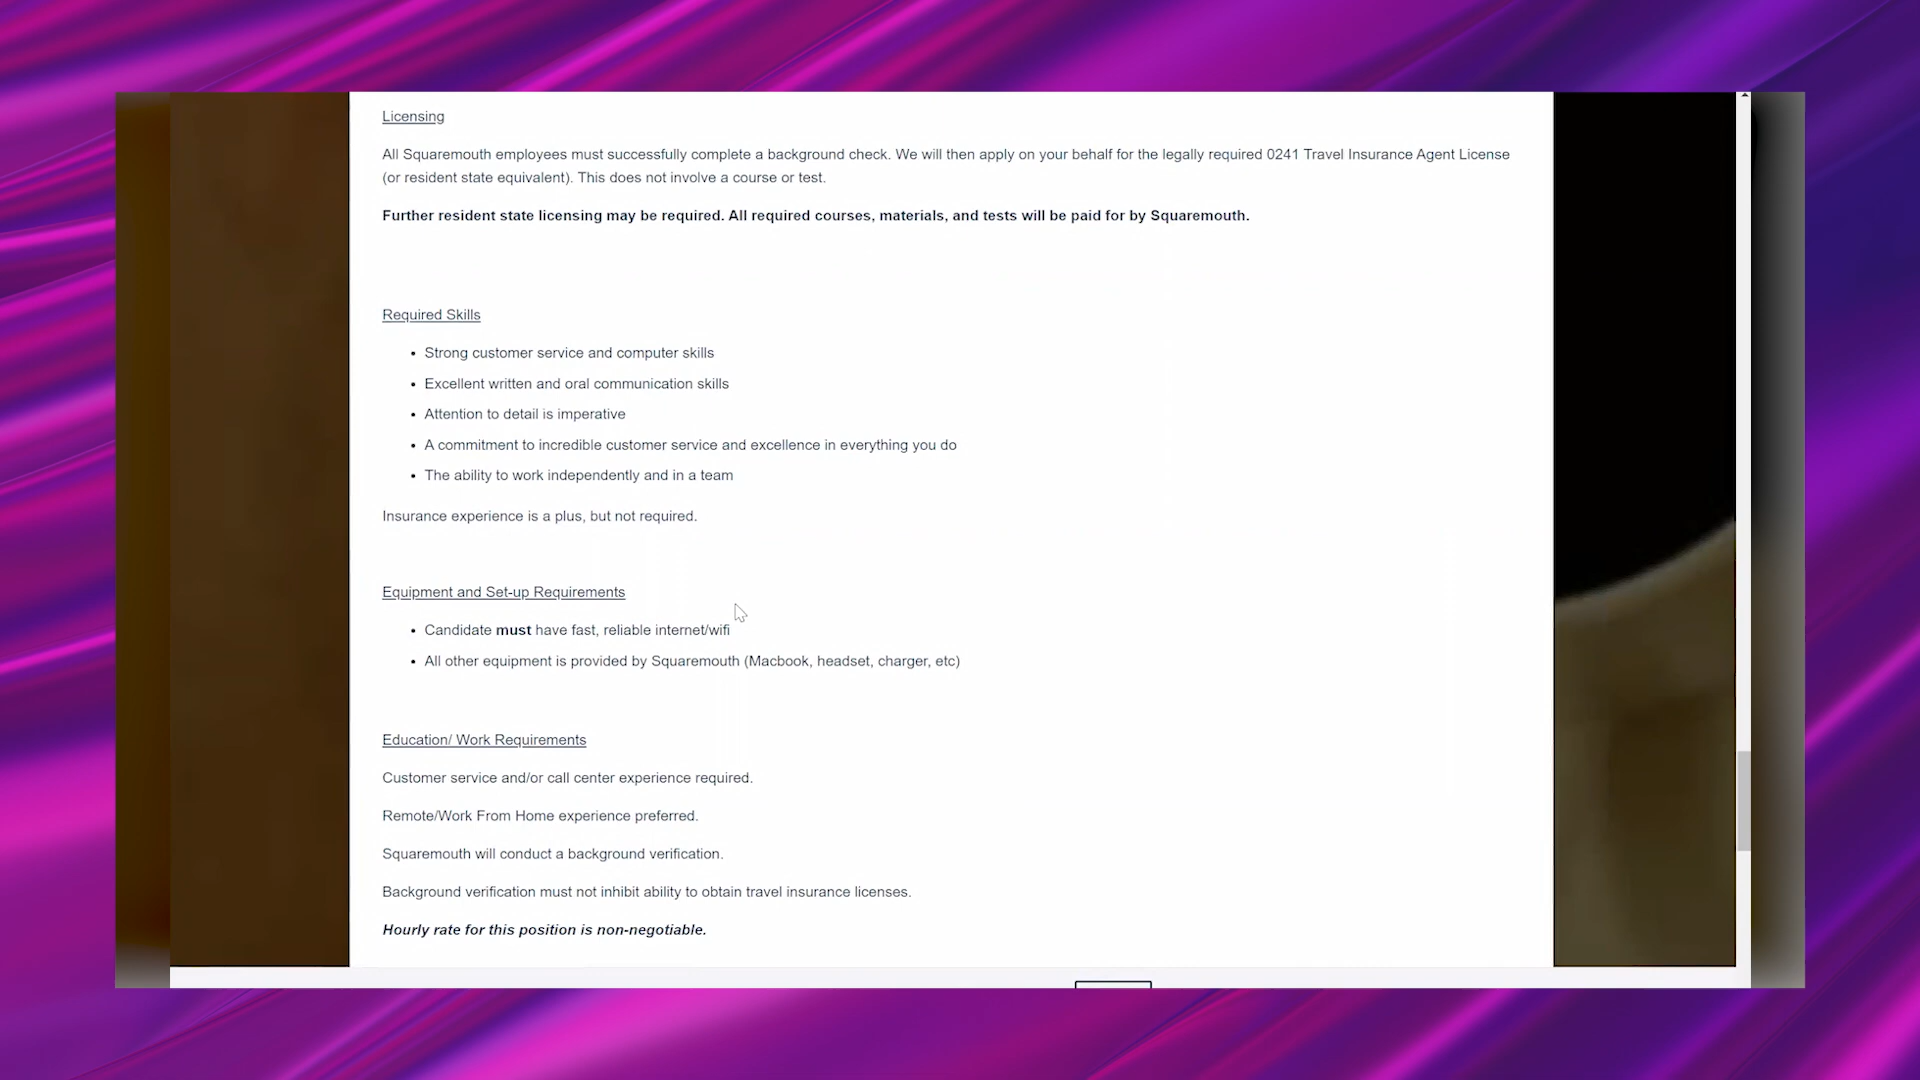 Licensing
All Squaremouth employees must successfully complete a background check. We will then apply on your behalf for the legally required 0241 Travel Insurance Agent License
(or resident state equivalent). This does not involve a course or test.
Further resident state licensing may be required. All required courses, materials, and tests will be paid for by Squaremouth.
Required Skills
• Strong customer service and computer skills
• Excellent written and oral communication skills
• Attention to detail is imperative
• A commitment to incredible customer service and excellence in everything you do
• The ability to work independently and in a team
Insurance experience is a plus, but not required.
Equipment and Set-up Requirements
• Candidate must have fast, reliable internet/wifi
• All other equipment is provided by Squaremouth (Macbook, headset, charger, etc)
Education/ Work Requirements
Customer service and/or call center experience required.
Remote/Work From Home experience preferred.
Squaremouth will conduct a background verification.
Background verification must not inhibit ability to obtain travel insurance licenses.
Hourly rate for this position is non-negotiable.